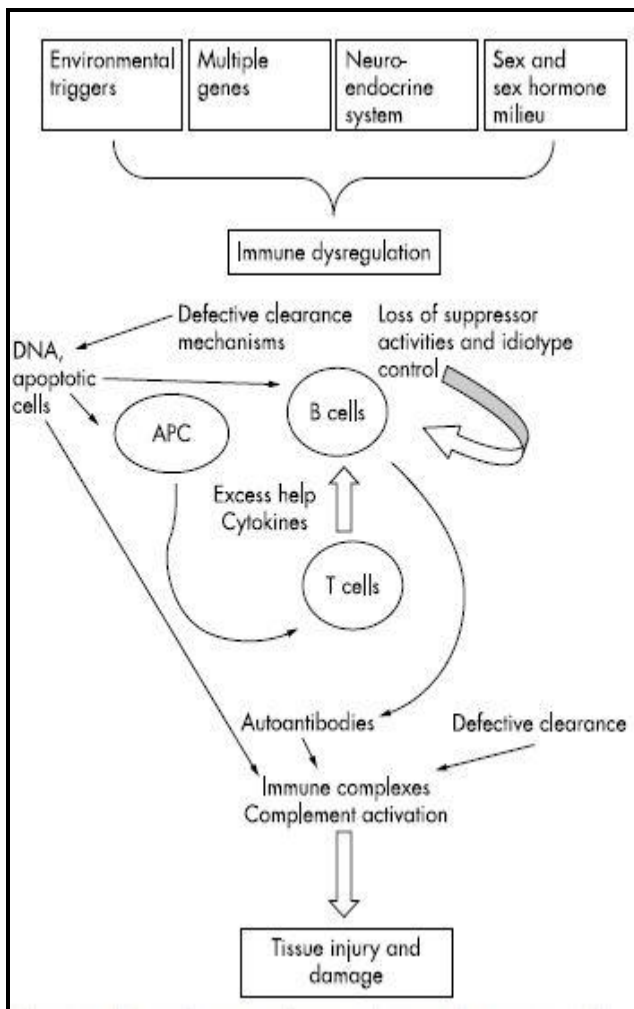 Environmental
triggers
Multiple
genes
Neuro-
endocrine
system
Sex and
sex hormone
milieu
Immune dysregulation
Defective clearance
mechanisms
Loss of suppressor
activities and idiotype
control
DNA,
apoptotic
cells
APC
B cells
Excess help
Cytokines
T cells
Autoantibodies
Defective clearance
Immune complexes
Complement activation
Tissue injury and
damage